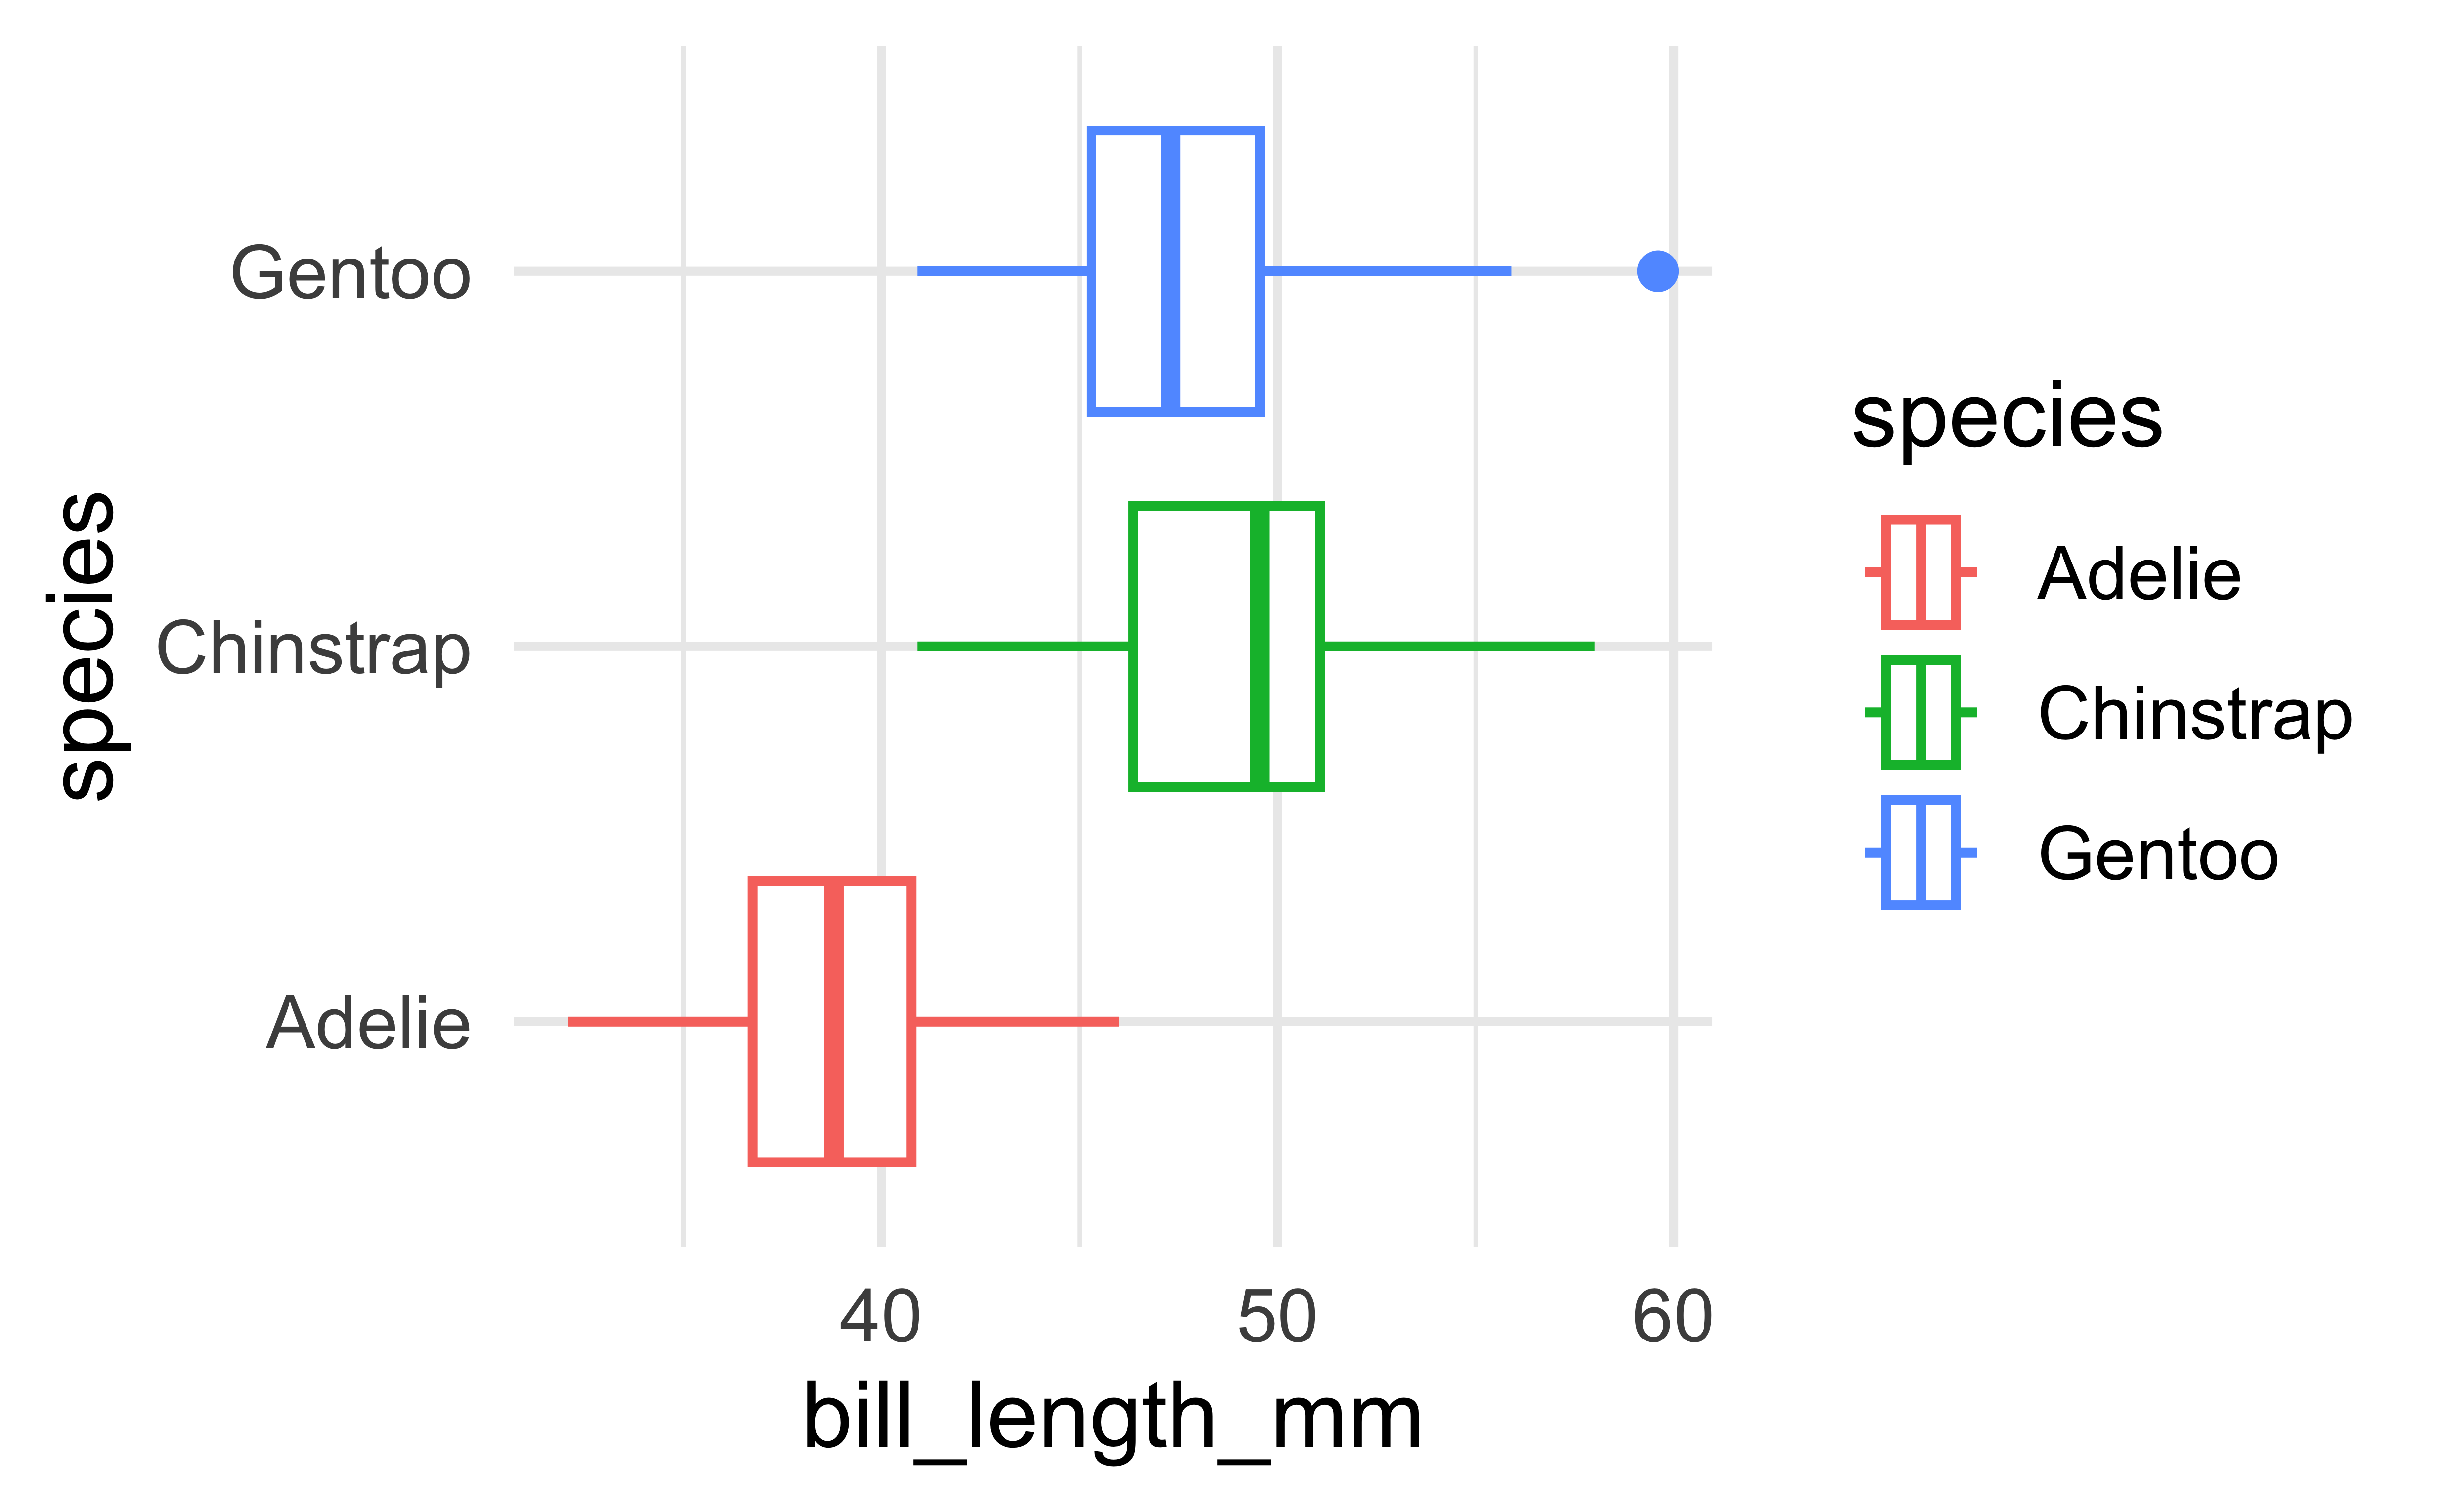 Gentoo
Chinstrap
Adelie
species
40 50 60
bill_length_mm
species
Adelie
Chinstrap
Gentoo